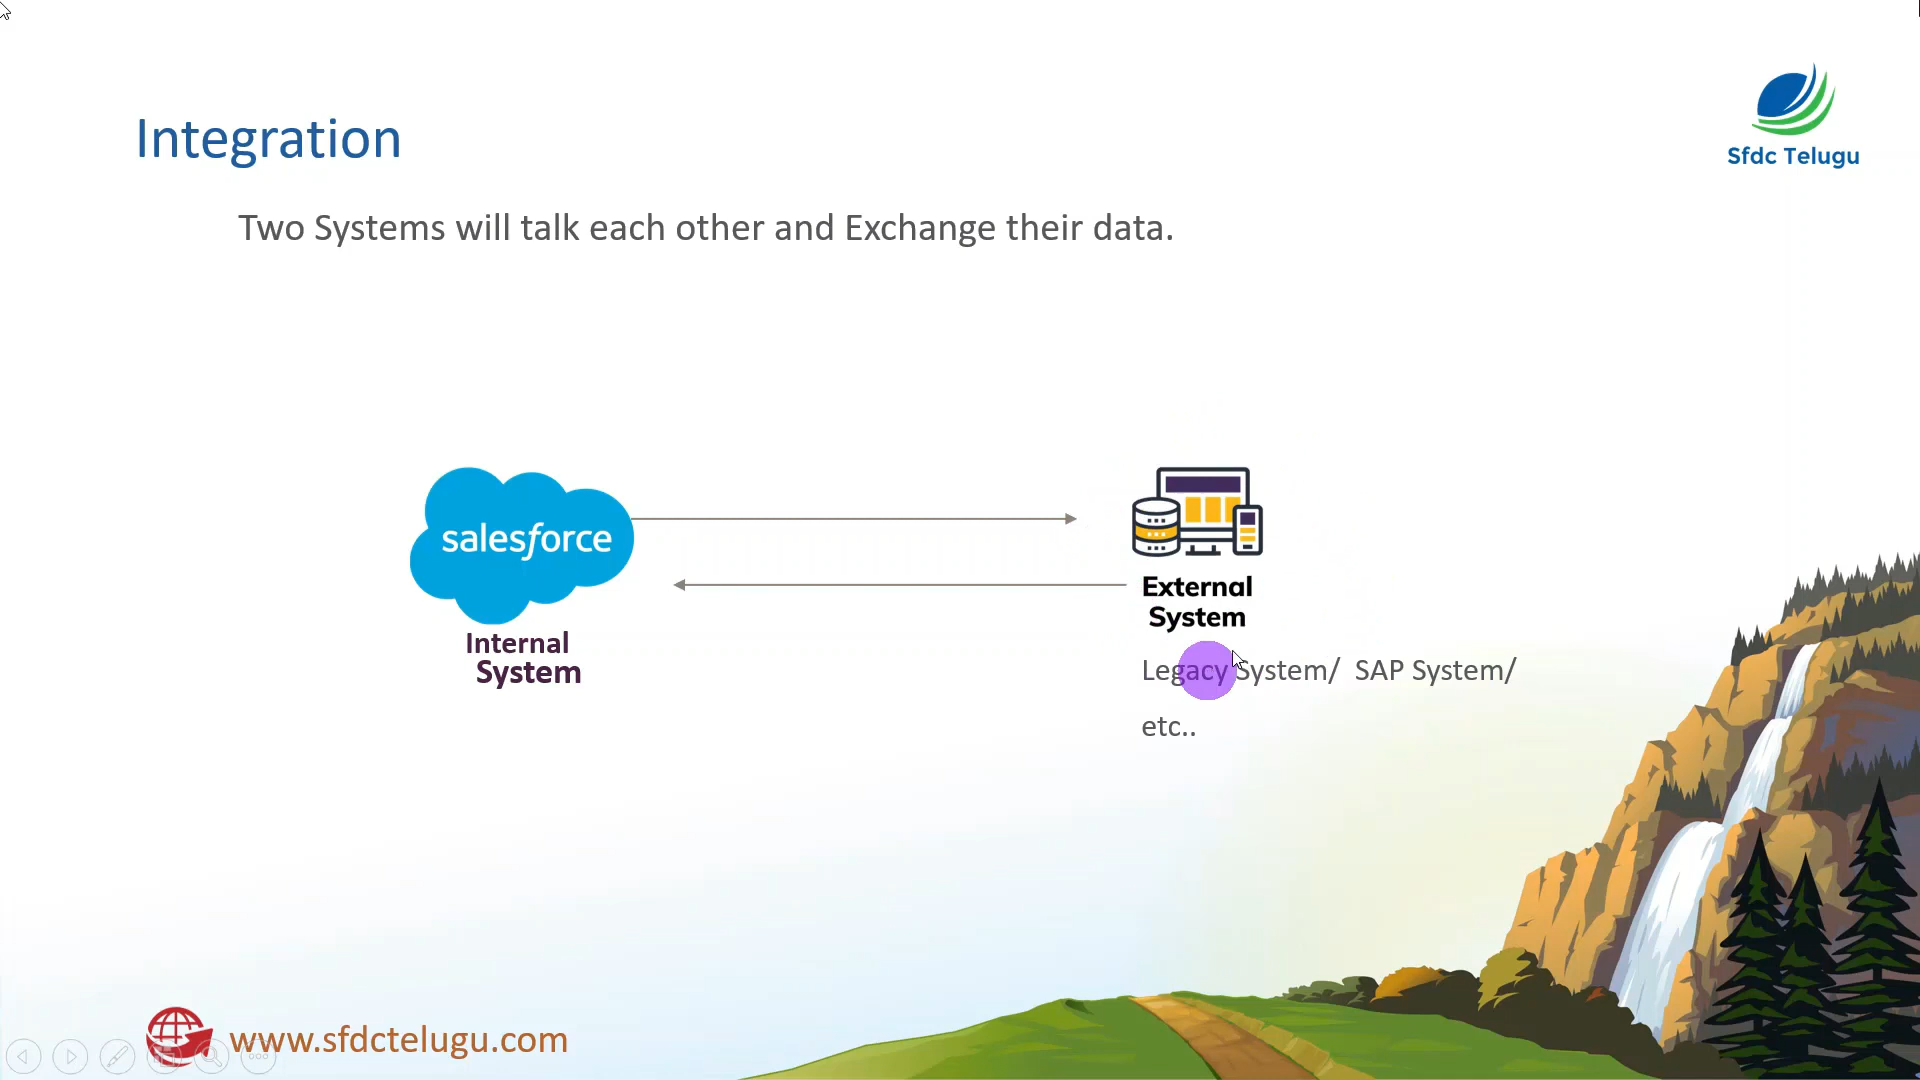 Sfdc Telugu
Integration
Two Systems will talk each other and Exchange their data.
salesforce
Internal
System
External
System
Legacy System/  SAP System/
etc..
www.sfdctelugu.com